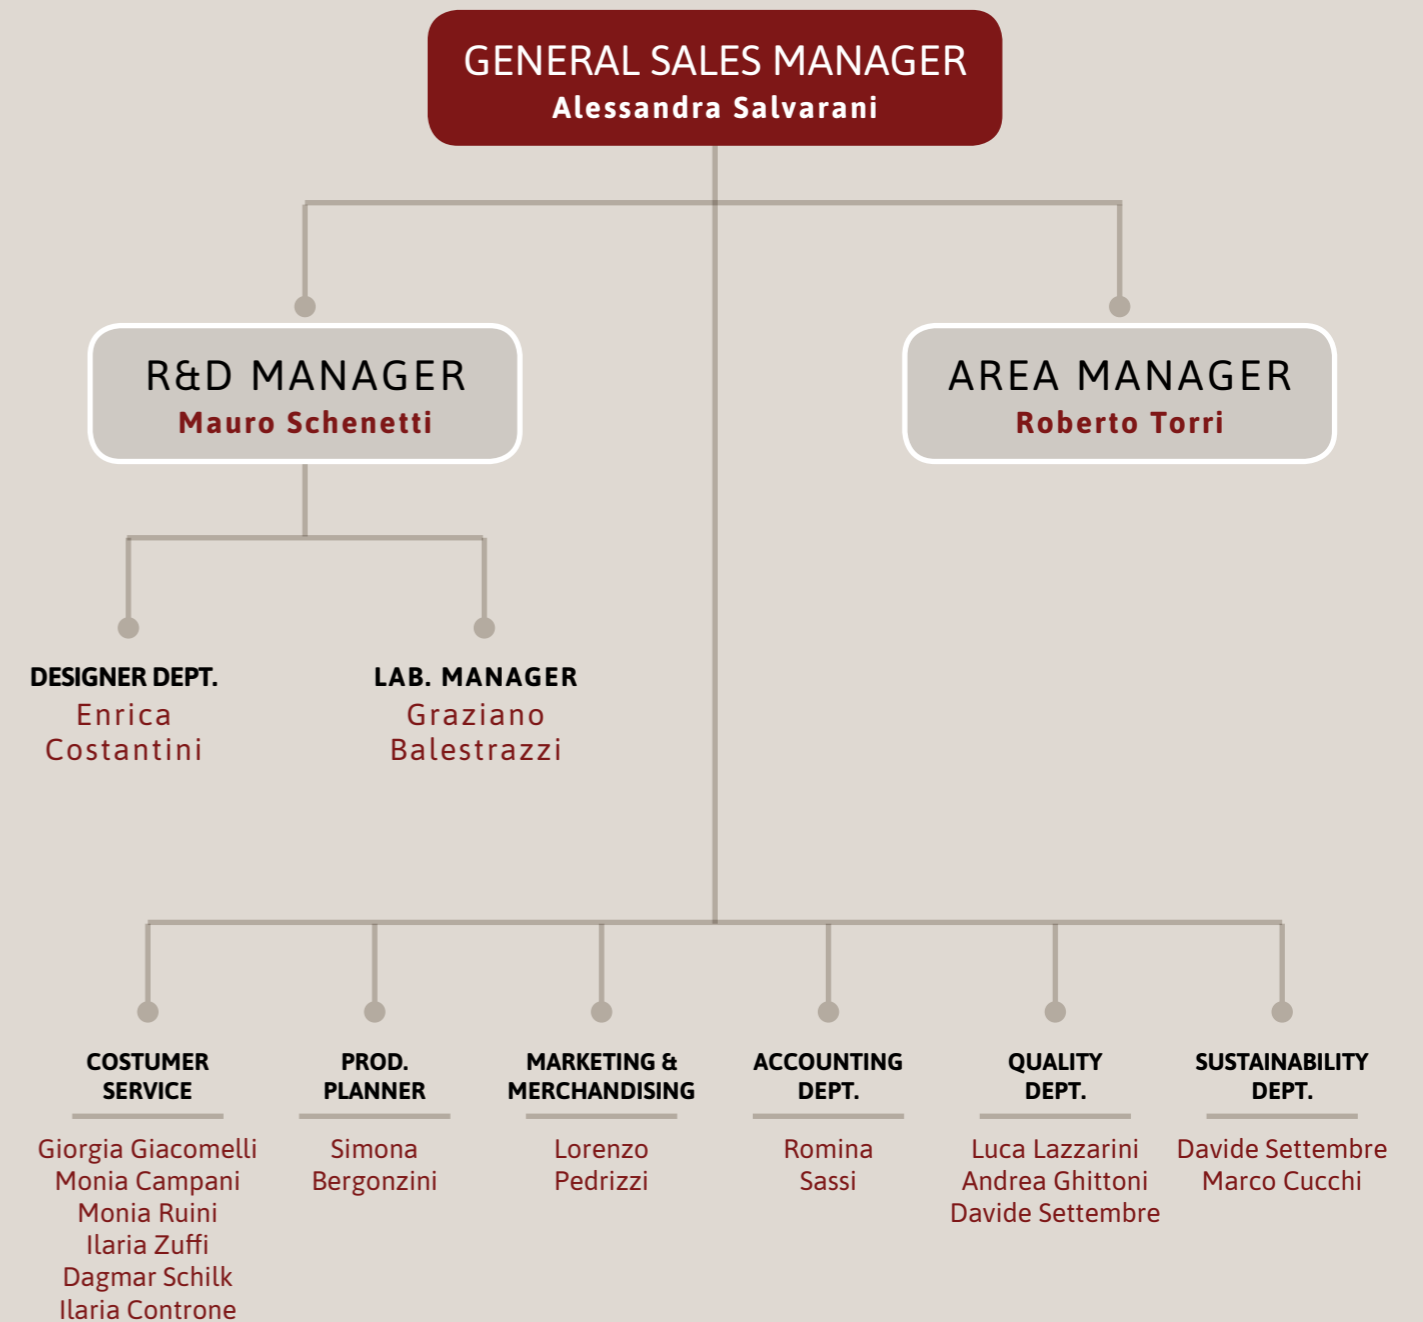 GENERAL SALES MANAGER
Alessandra Salvarani
R&D MANAGER
Mauro Schenetti
AREA MANAGER
Roberto Torri
DESIGNER DEPT.
Enrica
Costantini
LAB. MANAGER
Graziano
Balestrazzi
COSTUMER
SERVICE
Giorgia Giacomelli
Monia Campani
Monia Ruini
Ilaria Zuffi
Dagmar Schilk
Ilaria Controne
PROD.
PLANNER
Simona
Bergonzini
MARKETING &
MERCHANDISING
Lorenzo
Pedrizzi
ACCOUNTING
DEPT.
Romina
Sassi
QUALITY
DEPT.
Luca Lazzarini
Andrea Ghittoni
Davide Settembre
SUSTAINABILITY
DEPT.
Davide Settembre
Marco Cucchi